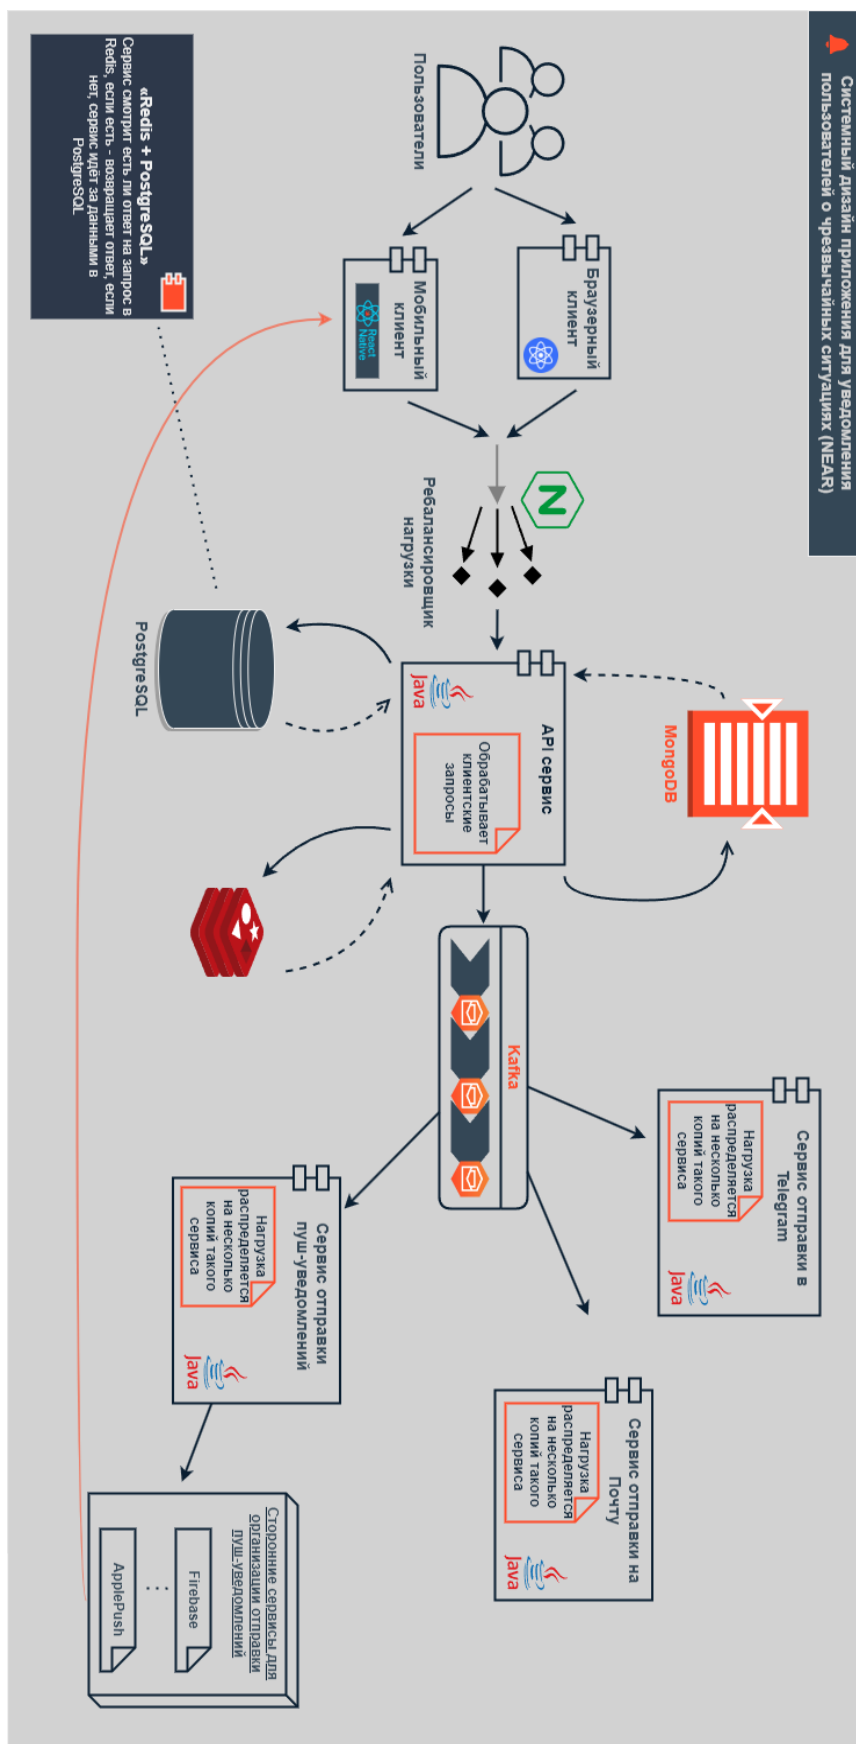 Системный дизайн приложения для уведомления
пользователей о чрезвычайных ситуациях (NEAR)
Пользователи
Браузерный
клиент
Мобильный
клиент
React
Native
«Redis + PostgreSQL»
Сервис смотрит есть ли ответ на запрос в
Redis, если есть - возвращает ответ, если
нет, сервис идёт за данными в
PostgreSQL
N
Ребалансировщик
нагрузки
MongoDB
API сервис
Обрабатывает
клиентские
запросы
Java
PostgreSQL
Kafka
Сервис отправки в
Telegram
Нагрузка
распределяется
на несколько
копий такого
сервиса
Java
Сервис отправки на
Почту
Нагрузка
распределяется
на несколько
копий такого
сервиса
Java
Сервис отправки
пуш-уведомлений
Нагрузка
распределяется
на несколько
копий такого
сервиса
Java
Сторонние сервисы для
организации отправки
пуш-уведомлений
Firebase
...
ApplePush